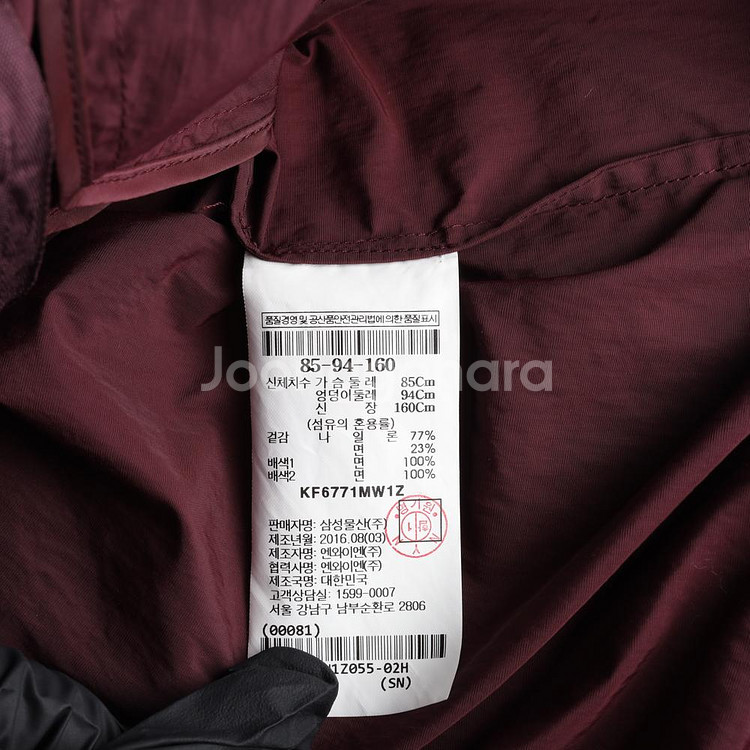 품질경영 및 공산품안전관리법에 의한 품질표시
85-94-160
신체치수 가 슴 둘 레 85Cm
엉덩이둘레 94Cm
신 장 160Cm
(섬유의 혼용률)
겉감 나 일 론 77%
면 23%
배색1 면 100%
배색2 면 100%
KF6771MW1Z
판매자명: 삼성물산(주)
제조년월: 2016.08(03)
제조자명: 엔와이엔(주)
협력사명: 엔와이엔(주)
제조국명: 대한민국
고객상담실: 1599-0007
서울 강남구 남부순환로 2806
(00081)
1Z055-02H
(SN)